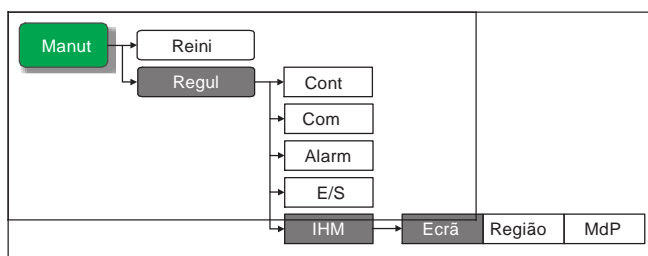 Manut Reini
Regul Cont
Com
Alarm
E/S
IHM Ecrã Região MdP